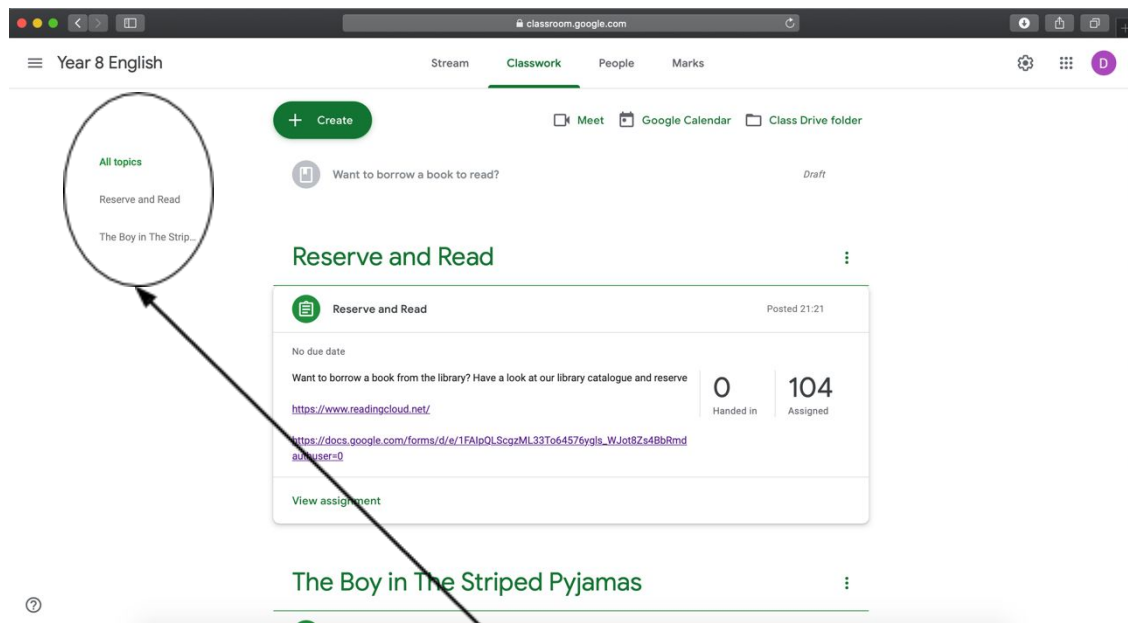 classroom.google.com
Year 8 English
Stream Classwork People Marks
D
All topics
Reserve and Read
The Boy in The Strip...
+ Create
Meet Google Calendar Class Drive folder
Want to borrow a book to read? Draft
Reserve and Read
Reserve and Read Posted 21:21
No due date
Want to borrow a book from the library? Have a look at our library catalogue and reserve
https://www.readingcloud.net/
https://docs.google.com/forms/d/e/1FAIpQLScgzML33To64576ygls_WJot8Zs4BbRmd
authuser=0
0 104
Handed in Assigned
View assignment
The Boy in The Striped Pyjamas